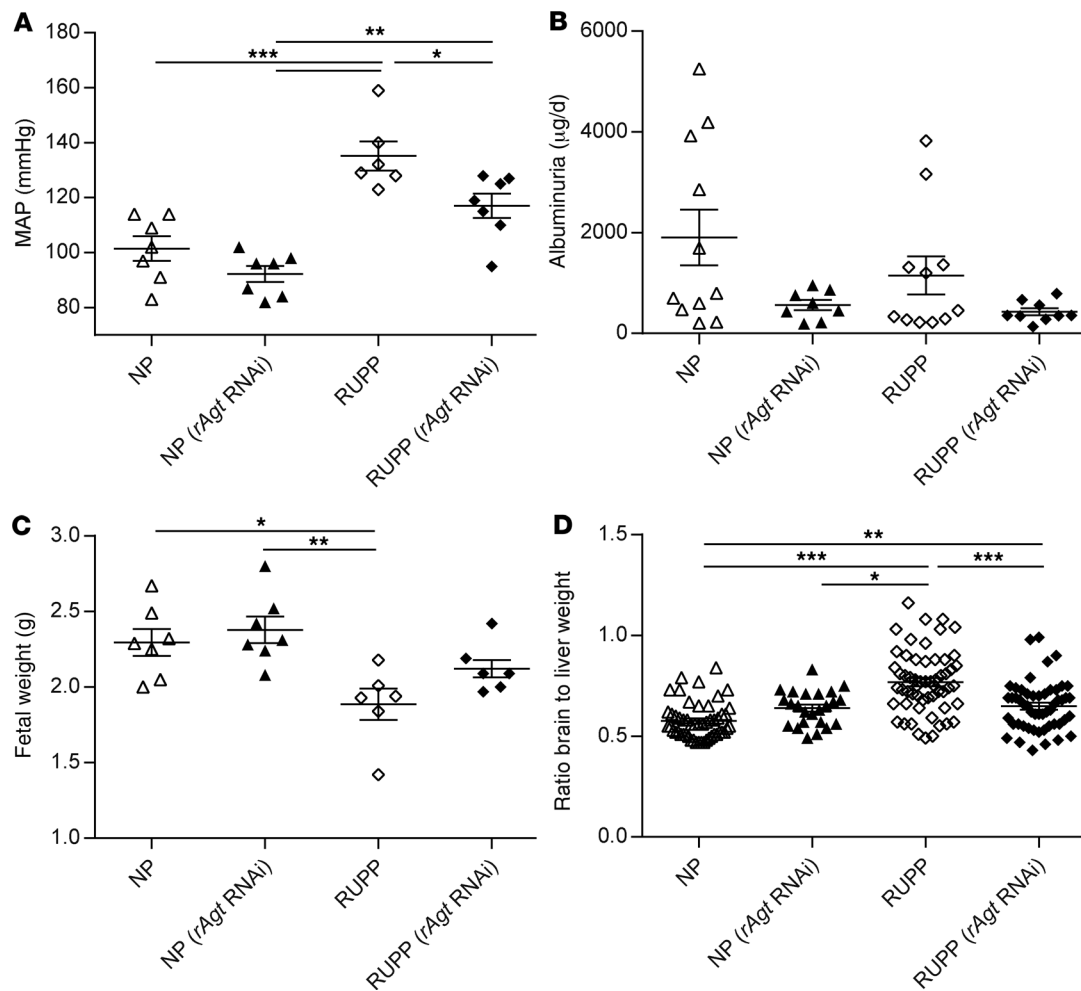 A
MAP (mmHg)
180
160
140
120
100
80
**
***
*
NP
NP (rAgt RNAi)
RUPP
RUPP (rAgt RNAi)
B
Albuminuria (μg/d)
6000
4000
2000
0
NP
NP (rAgt RNAi)
RUPP
RUPP (rAgt RNAi)
C
Fetal weight (g)
3.0
2.5
2.0
1.5
1.0
*
**
NP
NP (rAgt RNAi)
RUPP
RUPP (rAgt RNAi)
D
Ratio brain to liver weight
1.5
1.0
0.5
0.0
**
***
***
*
NP
NP (rAgt RNAi)
RUPP
RUPP (rAgt RNAi)